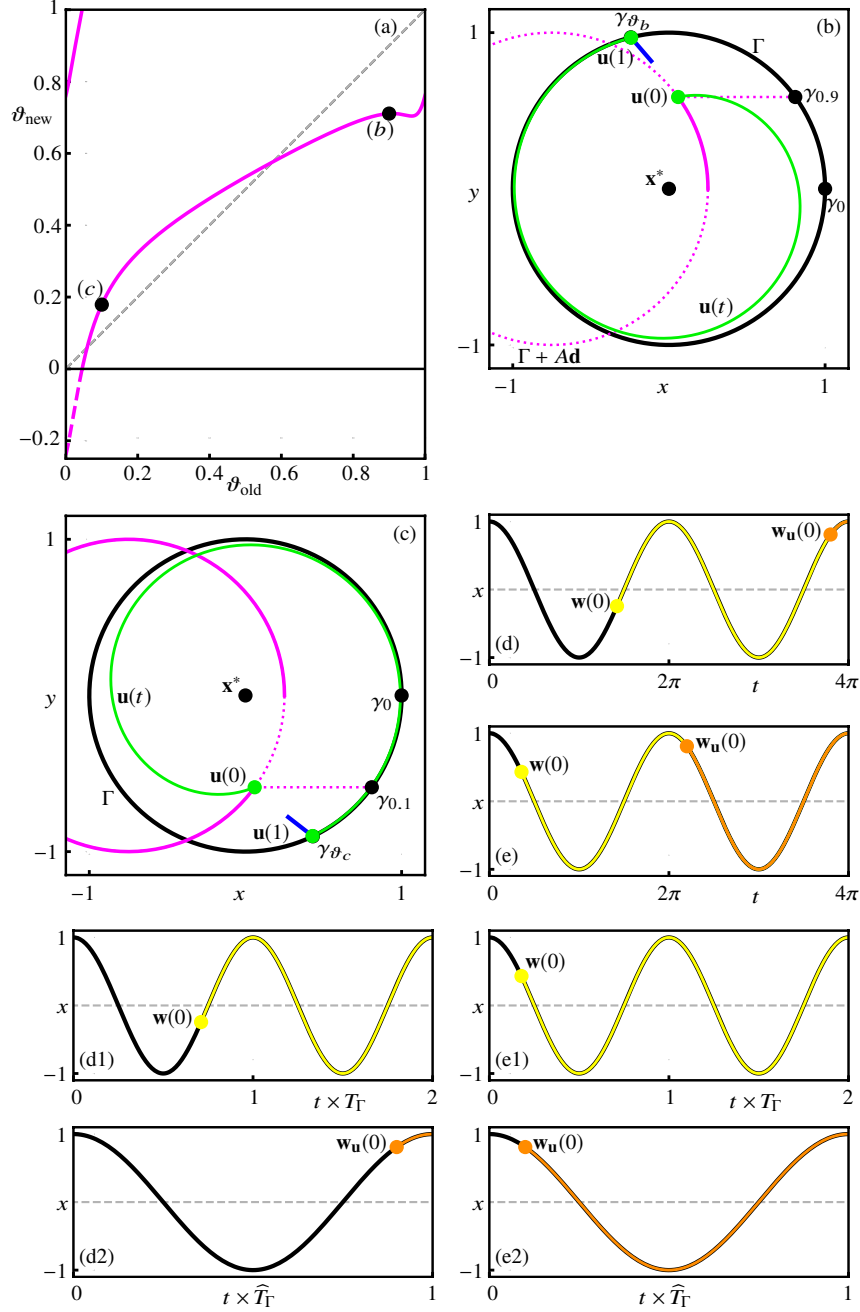 1
(a)
0.8
ϑnew
0.6
(b)
0.4
0.2
(c)
0
−0.2
0
0.2
0.4
0.6
0.8
1
ϑold
γϑb
Γ
(b)
1
u(1)
u(0)
γ0.9
y
x*
γ0
u(t)
−1
Γ + Ad
−1
x
1
(c)
1
y
x*
γ0
u(t)
u(0)
γ0.1
Γ
u(1)
γϑc
−1
−1
x
1
1
wu(0)
x
w(0)
−1
(d)
0
2π
t
4π
1
wu(0)
w(0)
x
−1
(e)
0
2π
t
4π
1
x
w(0)
−1
(d1)
0
1
t × TΓ
2
1
w(0)
x
−1
(e1)
0
1
t × TΓ
2
1
wu(0)
x
−1
(d2)
0
t × T̂Γ
1
1
wu(0)
x
−1
(e2)
0
t × T̂Γ
1